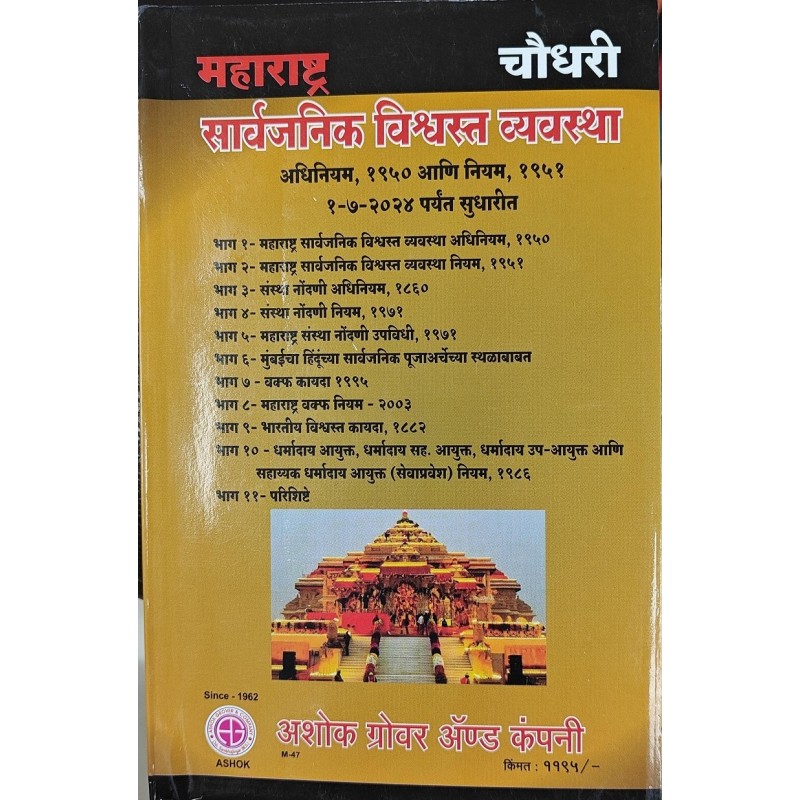 महाराष्ट्र चौधरी
सार्वजनिक विश्वस्त व्यवस्था
अधिनियम, १९५० आणि नियम, १९५१
१-७-२०२४ पर्यंत सुधारीत
भाग १- महाराष्ट्र सार्वजनिक विश्वस्त व्यवस्था अधिनियम, १९५०
भाग २- महाराष्ट्र सार्वजनिक विश्वस्त व्यवस्था नियम, १९५१
भाग ३- संस्था नोंदणी अधिनियम, १८६०
भाग ४- संस्था नोंदणी नियम, १९७१
भाग ५- महाराष्ट्र संस्था नोंदणी उपविधी, १९७१
भाग ६- मुंबईचा हिंदूंच्या सार्वजनिक पूजाअर्चेच्या स्थळाबाबत
भाग ७ - वक्फ कायदा १९९५
भाग ८- महाराष्ट्र वक्फ नियम - २००३
भाग ९- भारतीय विश्वस्त कायदा, १८८२
भाग १० - धर्मादाय आयुक्त, धर्मादाय सह. आयुक्त, धर्मादाय उप-आयुक्त आणि
सहाय्यक धर्मादाय आयुक्त (सेवाप्रवेश) नियम, १९८६
भाग ११- परिशिष्टे
Since - 1962
अशोक ग्रोवर ॲण्ड कंपनी
M-47
ASHOK
किंमत : ११९५/-